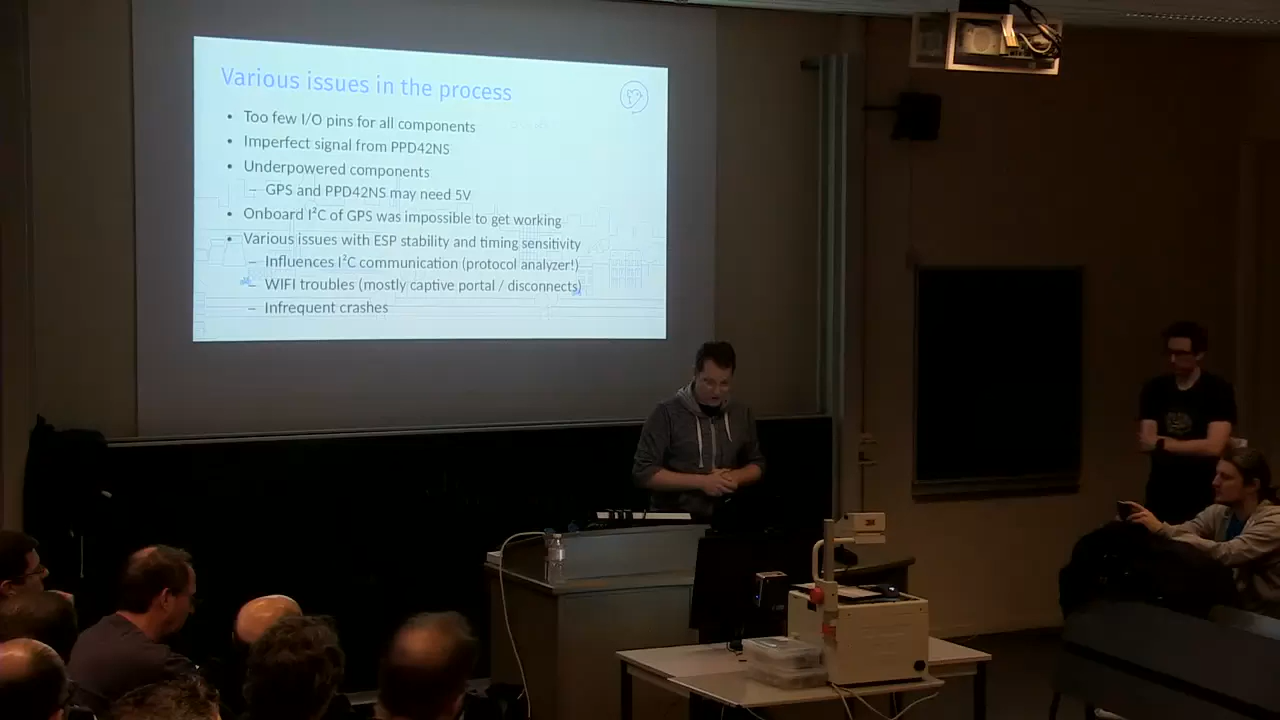 Various issues in the process
• Too few I/O pins for all components
• Imperfect signal from PPD42NS
• Underpowered components
– GPS and PPD42NS may need 5V
• Onboard I²C of GPS was impossible to get working
• Various issues with ESP stability and timing sensitivity
– Influences I²C communication (protocol analyzer!)
– WIFI troubles (mostly captive portal / disconnects)
– Infrequent crashes
3M